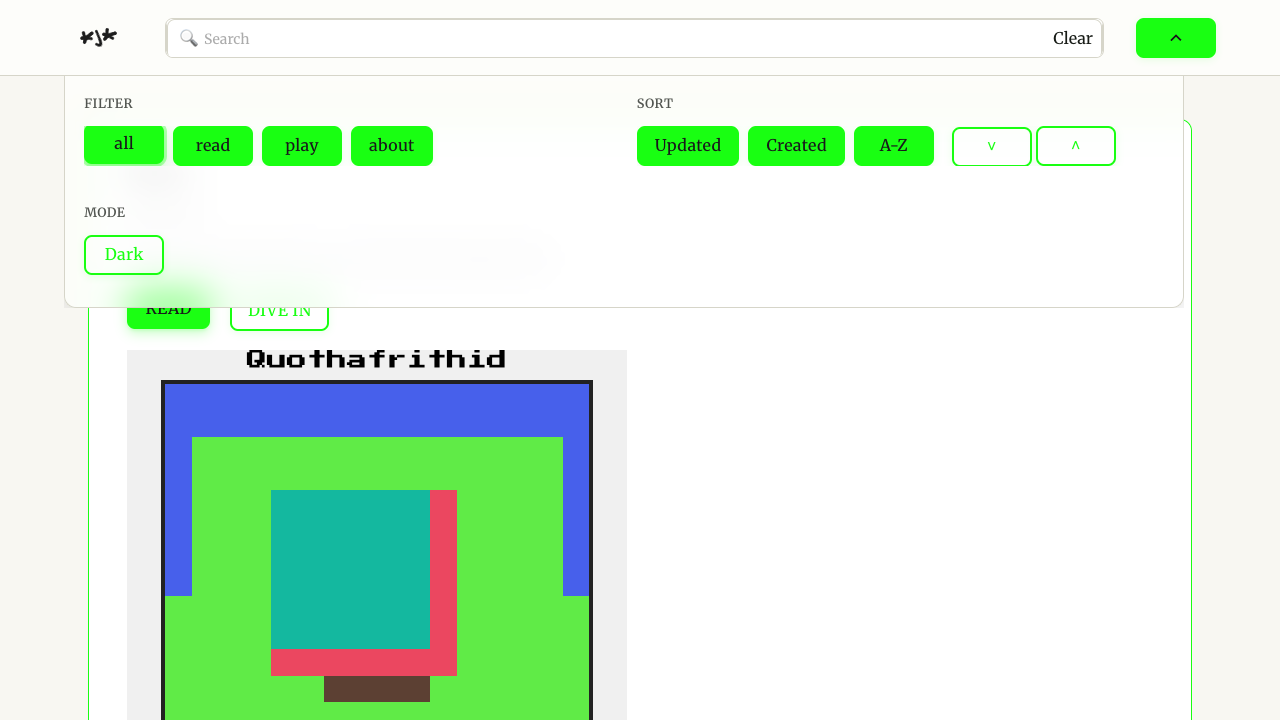 Search
Clear
FILTER
all read play about
SORT
Updated Created A-Z v ^
MODE
Dark
READ DIVE IN
Quothafrithid